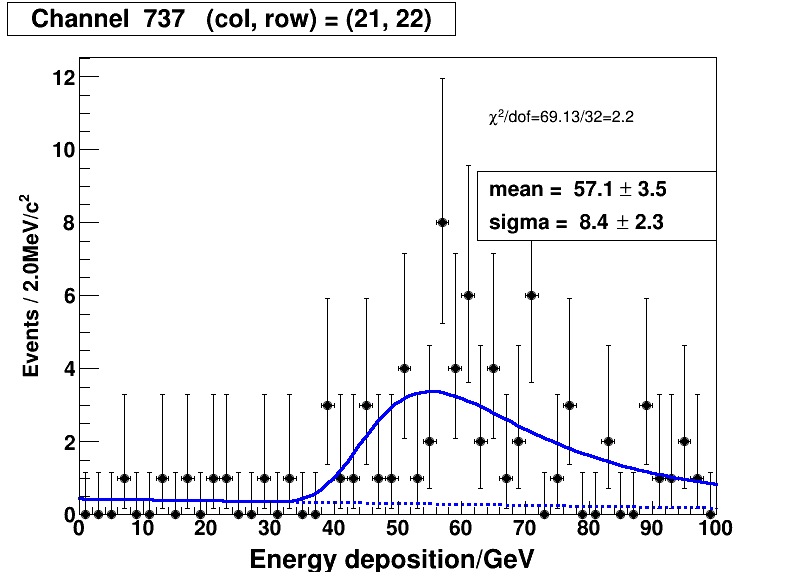 Channel 737 (col, row) = (21, 22)
χ²/dof=69.13/32=2.2
mean = 57.1 ± 3.5
sigma = 8.4 ± 2.3
Events / 2.0MeV/c²
12
10
8
6
4
2
0
0 10 20 30 40 50 60 70 80 90 100
Energy deposition/GeV